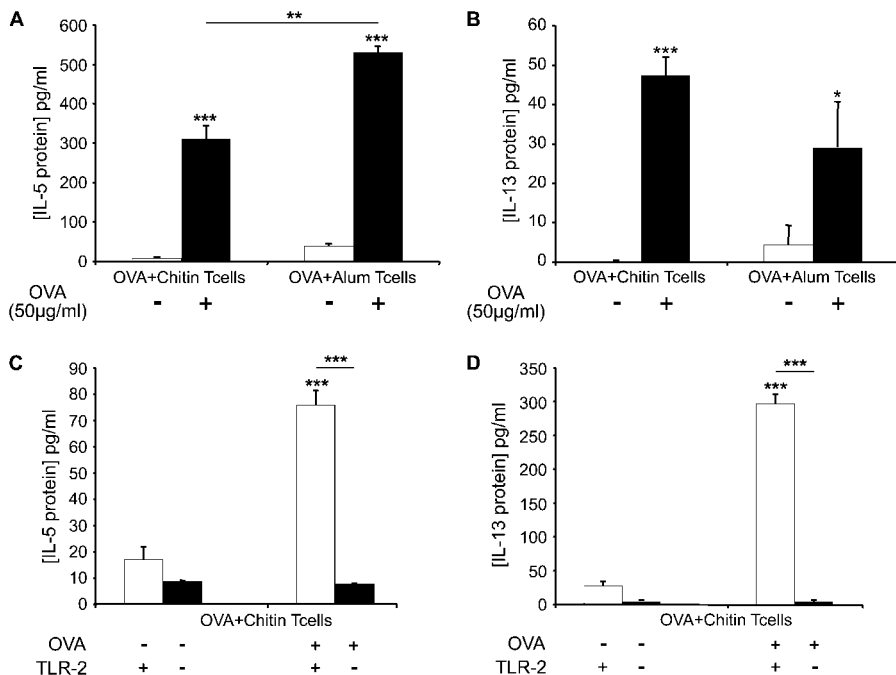 A
[IL-5 protein] pg/ml
600
500
400
300
200
100
0
**
***
***
OVA+Chitin Tcells
OVA+Alum Tcells
OVA
(50µg/ml)
- + - +
B
[IL-13 protein] pg/ml
60
50
40
30
20
10
0
***
*
OVA+Chitin Tcells
OVA+Alum Tcells
OVA
(50µg/ml)
- + - +
C
[IL-5 protein] pg/ml
90
80
70
60
50
40
30
20
10
0
***
***
OVA+Chitin Tcells
OVA - - + +
TLR-2 + - + -
D
[IL-13 protein] pg/ml
350
300
250
200
150
100
50
0
***
***
OVA+Chitin Tcells
OVA - - + +
TLR-2 + - + -